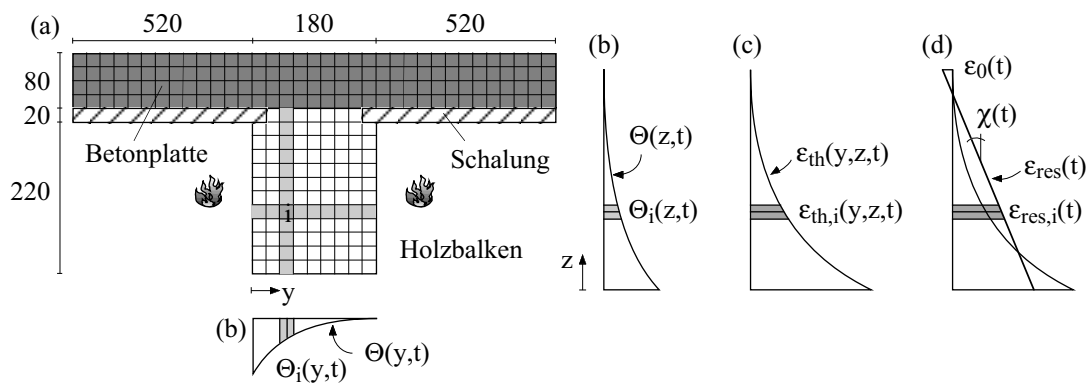 (a)
520 180 520
80
20
220
Betonplatte
Schalung
Holzbalken
i
y
(b)
Θ(z,t)
Θi(z,t)
z
(c)
εth(y,z,t)
εth,i(y,z,t)
(d)
ε0(t)
χ(t)
εres(t)
εres,i(t)
(b)
Θ(y,t)
Θi(y,t)